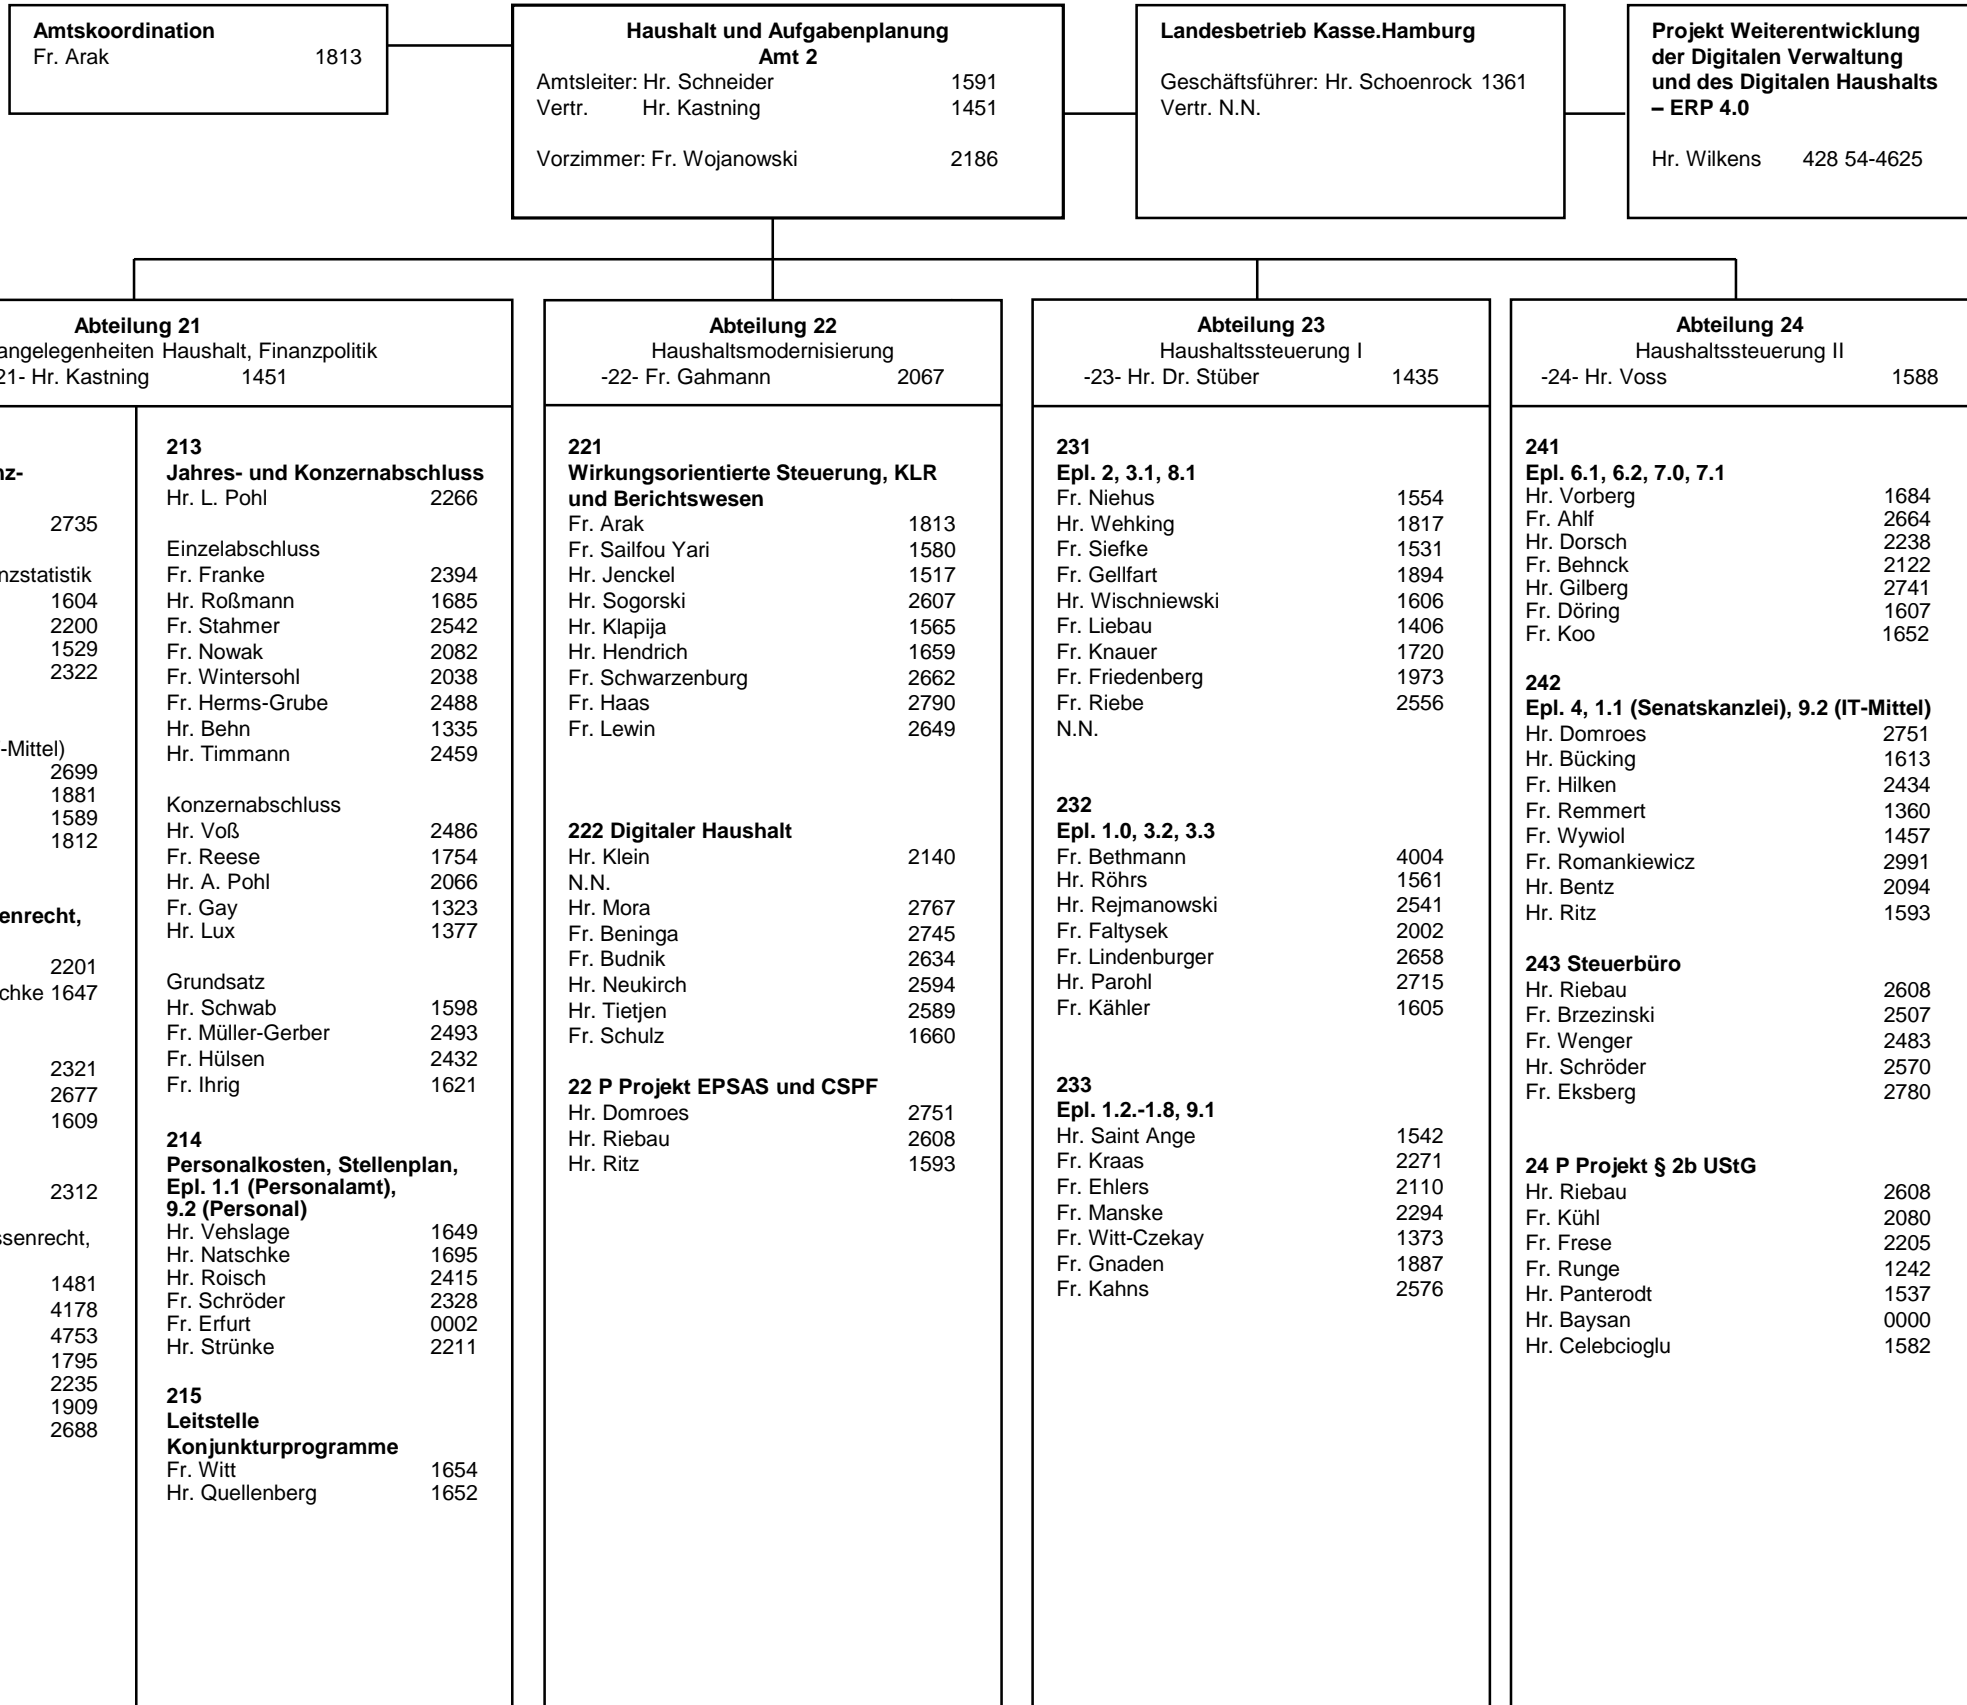 Amtskoordination
Fr. Arak 1813
Haushalt und Aufgabenplanung
Amt 2
Amtsleiter: Hr. Schneider 1591
Vertr. Hr. Kastning 1451
Vorzimmer: Fr. Wojanowski 2186
Landesbetrieb Kasse.Hamburg
Geschäftsführer: Hr. Schoenrock 1361
Vertr. N.N.
Projekt Weiterentwicklung
der Digitalen Verwaltung
und des Digitalen Haushalts
– ERP 4.0
Hr. Wilkens 428 54-4625
Abteilung 21
angelegenheiten Haushalt, Finanzpolitik
21- Hr. Kastning 1451
nz-
2735
nzstatistik
1604
2200
1529
2322
-Mittel)
2699
1881
1589
1812
enrecht,
2201
chke 1647
2321
2677
1609
2312
ssenrecht,
1481
4178
4753
1795
2235
1909
2688
213
Jahres- und Konzernabschluss
Hr. L. Pohl 2266
Einzelabschluss
Fr. Franke 2394
Hr. Roßmann 1685
Fr. Stahmer 2542
Fr. Nowak 2082
Fr. Wintersohl 2038
Fr. Herms-Grube 2488
Hr. Behn 1335
Hr. Timmann 2459
Konzernabschluss
Hr. Voß 2486
Fr. Reese 1754
Hr. A. Pohl 2066
Fr. Gay 1323
Hr. Lux 1377
Grundsatz
Hr. Schwab 1598
Fr. Müller-Gerber 2493
Fr. Hülsen 2432
Fr. Ihrig 1621
214
Personalkosten, Stellenplan,
Epl. 1.1 (Personalamt),
9.2 (Personal)
Hr. Vehslage 1649
Hr. Natschke 1695
Hr. Roisch 2415
Fr. Schröder 2328
Fr. Erfurt 0002
Hr. Strünke 2211
215
Leitstelle
Konjunkturprogramme
Fr. Witt 1654
Hr. Quellenberg 1652
Abteilung 22
Haushaltsmodernisierung
-22- Fr. Gahmann 2067
221
Wirkungsorientierte Steuerung, KLR
und Berichtswesen
Fr. Arak 1813
Fr. Sailfou Yari 1580
Hr. Jenckel 1517
Hr. Sogorski 2607
Hr. Klapija 1565
Hr. Hendrich 1659
Fr. Schwarzenburg 2662
Fr. Haas 2790
Fr. Lewin 2649
222 Digitaler Haushalt
Hr. Klein 2140
N.N.
Hr. Mora 2767
Fr. Beninga 2745
Fr. Budnik 2634
Hr. Neukirch 2594
Hr. Tietjen 2589
Fr. Schulz 1660
22 P Projekt EPSAS und CSPF
Hr. Domroes 2751
Hr. Riebau 2608
Hr. Ritz 1593
Abteilung 23
Haushaltssteuerung I
-23- Hr. Dr. Stüber 1435
231
Epl. 2, 3.1, 8.1
Fr. Niehus 1554
Hr. Wehking 1817
Fr. Siefke 1531
Fr. Gellfart 1894
Hr. Wischniewski 1606
Fr. Liebau 1406
Fr. Knauer 1720
Fr. Friedenberg 1973
Fr. Riebe 2556
N.N.
232
Epl. 1.0, 3.2, 3.3
Fr. Bethmann 4004
Hr. Röhrs 1561
Hr. Rejmanowski 2541
Fr. Faltysek 2002
Fr. Lindenburger 2658
Hr. Parohl 2715
Fr. Kähler 1605
233
Epl. 1.2.-1.8, 9.1
Hr. Saint Ange 1542
Fr. Kraas 2271
Fr. Ehlers 2110
Fr. Manske 2294
Fr. Witt-Czekay 1373
Fr. Gnaden 1887
Fr. Kahns 2576
Abteilung 24
Haushaltssteuerung II
-24- Hr. Voss 1588
241
Epl. 6.1, 6.2, 7.0, 7.1
Hr. Vorberg 1684
Fr. Ahlf 2664
Hr. Dorsch 2238
Fr. Behnck 2122
Hr. Gilberg 2741
Fr. Döring 1607
Fr. Koo 1652
242
Epl. 4, 1.1 (Senatskanzlei), 9.2 (IT-Mittel)
Hr. Domroes 2751
Hr. Bücking 1613
Fr. Hilken 2434
Fr. Remmert 1360
Fr. Wywiol 1457
Fr. Romankiewicz 2991
Hr. Bentz 2094
Hr. Ritz 1593
243 Steuerbüro
Hr. Riebau 2608
Fr. Brzezinski 2507
Fr. Wenger 2483
Hr. Schröder 2570
Fr. Eksberg 2780
24 P Projekt § 2b UStG
Hr. Riebau 2608
Fr. Kühl 2080
Fr. Frese 2205
Fr. Runge 1242
Hr. Panterodt 1537
Hr. Baysan 0000
Hr. Celebcioglu 1582